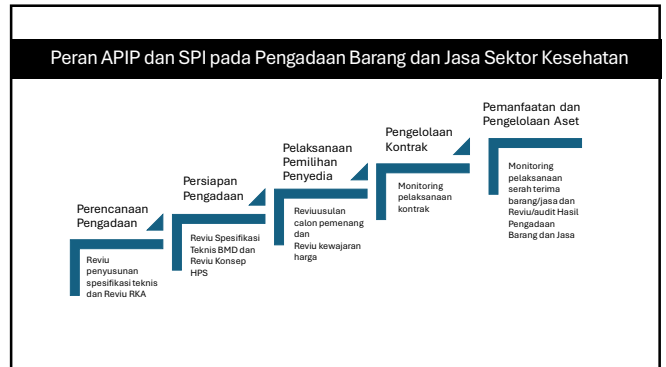 Peran APIP dan SPI pada Pengadaan Barang dan Jasa Sektor Kesehatan
Perencanaan
Pengadaan
Reviu
penyusunan
spesifikasi teknis
dan Reviu RKA
Persiapan
Pengadaan
Reviu Spesifikasi
Teknis BMD dan
Reviu Konsep
HPS
Pelaksanaan
Pemilihan
Penyedia
Reviuusulan
calon pemenang
dan
Reviu kewajaran
harga
Pengelolaan
Kontrak
Monitoring
pelaksanaan
kontrak
Pemanfaatan dan
Pengelolaan Aset
Monitoring
pelaksanaan
serah terima
barang/jasa dan
Reviu/audit Hasil
Pengadaan
Barang dan Jasa